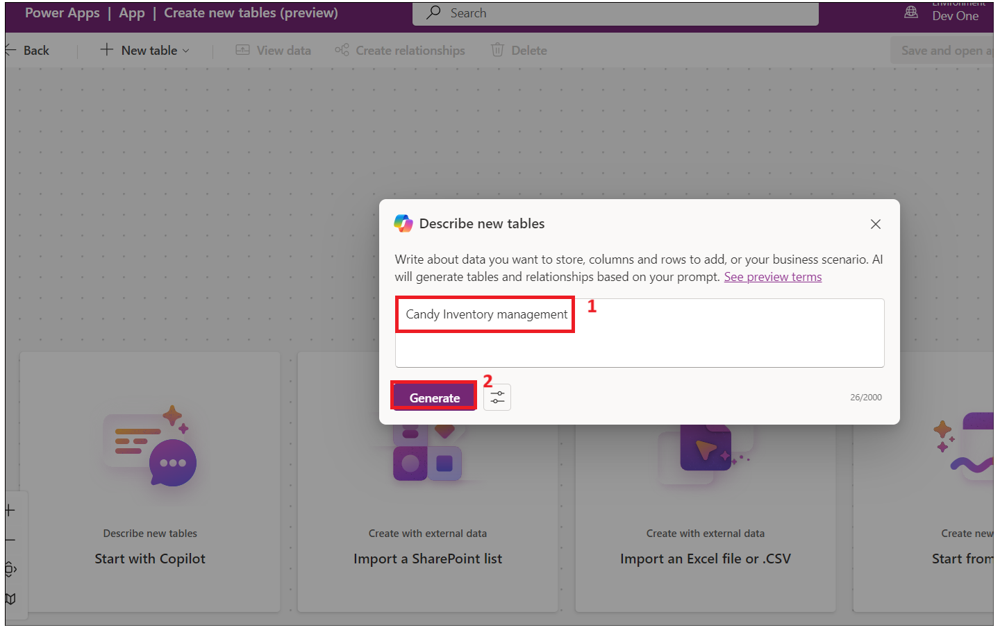 Power Apps | App | Create new tables (preview)
Search
Environment
Dev One
Back
New table
View data
Create relationships
Delete
Save and open
Describe new tables
Write about data you want to store, columns and rows to add, or your business scenario. AI
will generate tables and relationships based on your prompt. See preview terms
Candy Inventory management
1
Generate
2
26/2000
Describe new tables
Start with Copilot
Create with external data
Import a SharePoint list
Create with external data
Import an Excel file or .CSV
Create new
Start from